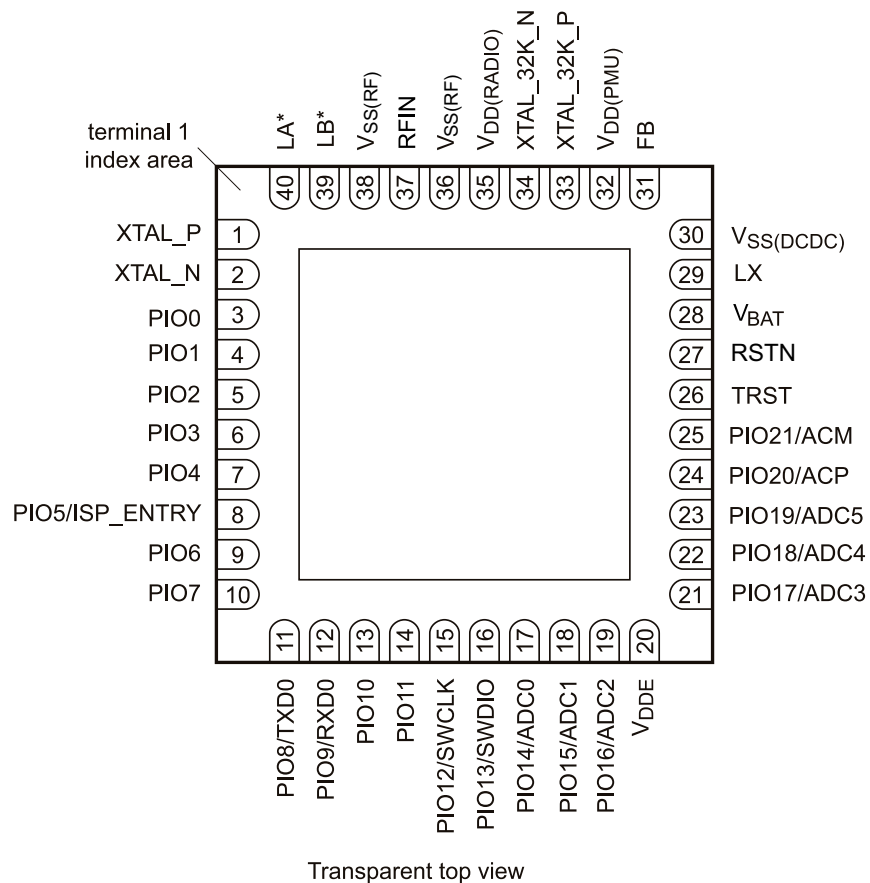 terminal 1
index area
LA*
LB*
VSS(RF)
RFIN
VSS(RF)
VDD(RADIO)
XTAL_32K_N
XTAL_32K_P
VDD(PMU)
FB
40
39
38
37
36
35
34
33
32
31
XTAL_P 1
XTAL_N 2
PIO0 3
PIO1 4
PIO2 5
PIO3 6
PIO4 7
PIO5/ISP_ENTRY 8
PIO6 9
PIO7 10
30 VSS(DCDC)
29 LX
28 VBAT
27 RSTN
26 TRST
25 PIO21/ACM
24 PIO20/ACP
23 PIO19/ADC5
22 PIO18/ADC4
21 PIO17/ADC3
11
12
13
14
15
16
17
18
19
20
PIO8/TXD0
PIO9/RXD0
PIO10
PIO11
PIO12/SWCLK
PIO13/SWDIO
PIO14/ADC0
PIO15/ADC1
PIO16/ADC2
VDDE
Transparent top view